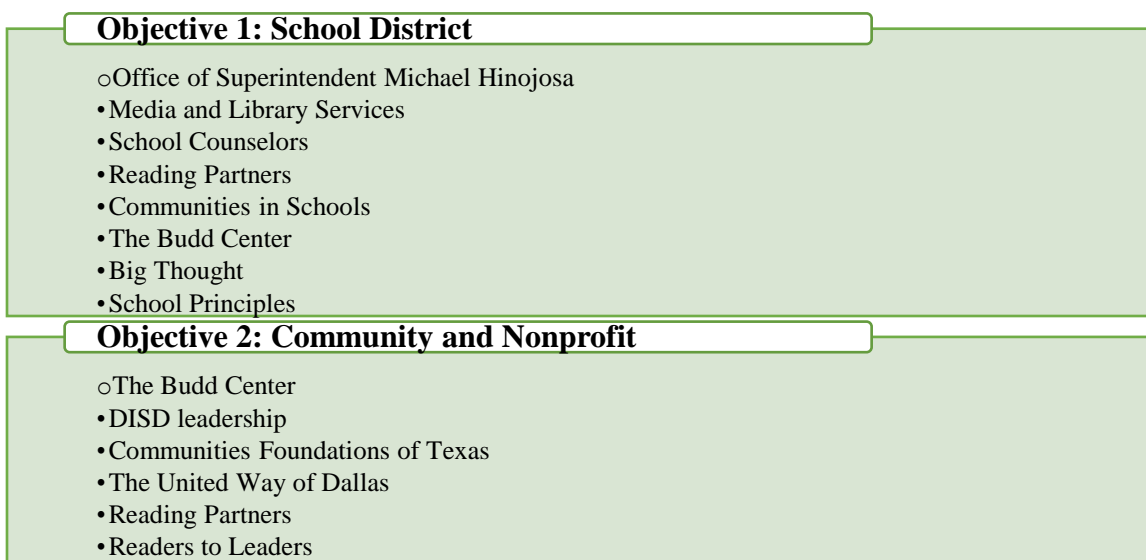 Objective 1: School District
oOffice of Superintendent Michael Hinojosa
•Media and Library Services
•School Counselors
•Reading Partners
•Communities in Schools
•The Budd Center
•Big Thought
•School Principles
Objective 2: Community and Nonprofit
oThe Budd Center
•DISD leadership
•Communities Foundations of Texas
•The United Way of Dallas
•Reading Partners
•Readers to Leaders